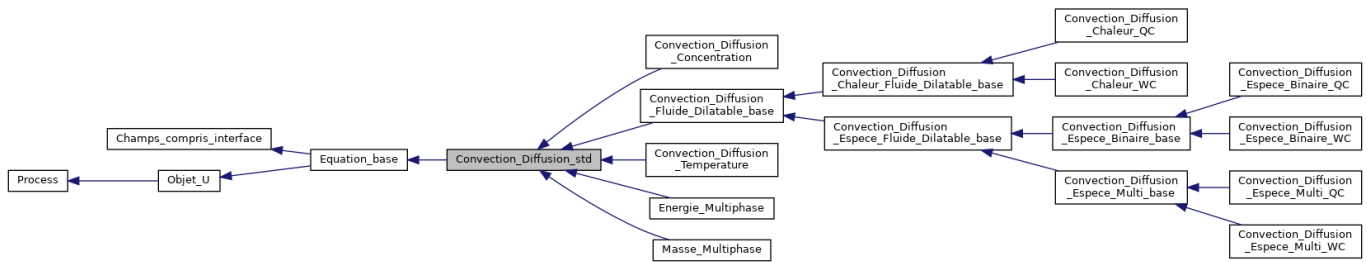 Process
Champs_compris_interface
Objet_U
Equation_base
Convection_Diffusion_std
Convection_Diffusion
_Concentration
Convection_Diffusion
_Fluide_Dilatable_base
Convection_Diffusion
_Temperature
Energie_Multiphase
Masse_Multiphase
Convection_Diffusion
_Chaleur_Fluide_Dilatable_base
Convection_Diffusion
_Espece_Fluide_Dilatable_base
Convection_Diffusion
_Chaleur_QC
Convection_Diffusion
_Chaleur_WC
Convection_Diffusion
_Espece_Binaire_base
Convection_Diffusion
_Espece_Multi_base
Convection_Diffusion
_Espece_Binaire_QC
Convection_Diffusion
_Espece_Binaire_WC
Convection_Diffusion
_Espece_Multi_QC
Convection_Diffusion
_Espece_Multi_WC